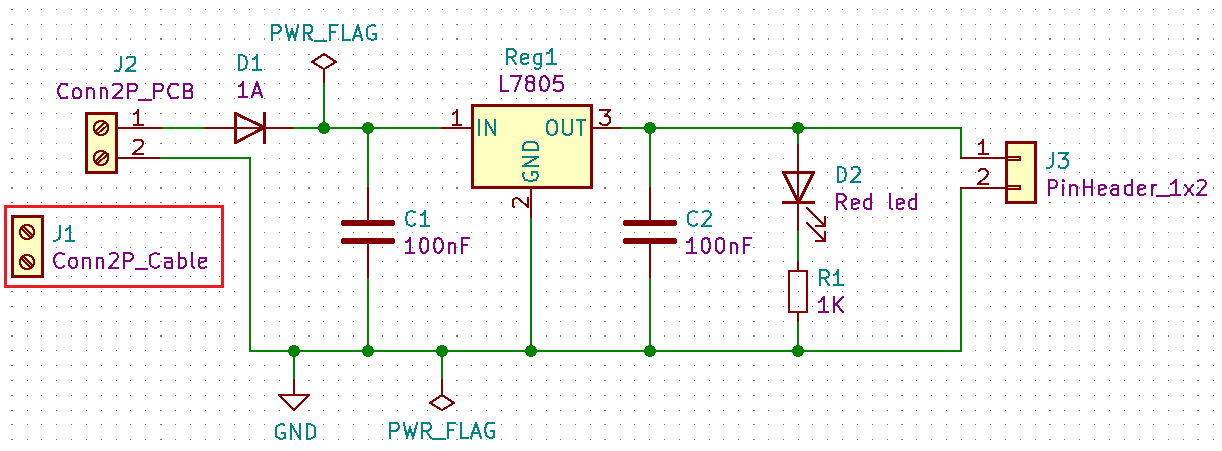 PWR_FLAG
J2
Conn2P_PCB
1
2
D1
1A
Reg1
L7805
1
IN
OUT
3
GND
2
J1
Conn2P_Cable
C1
100nF
C2
100nF
D2
Red led
R1
1K
1
2
J3
PinHeader_1x2
GND
PWR_FLAG